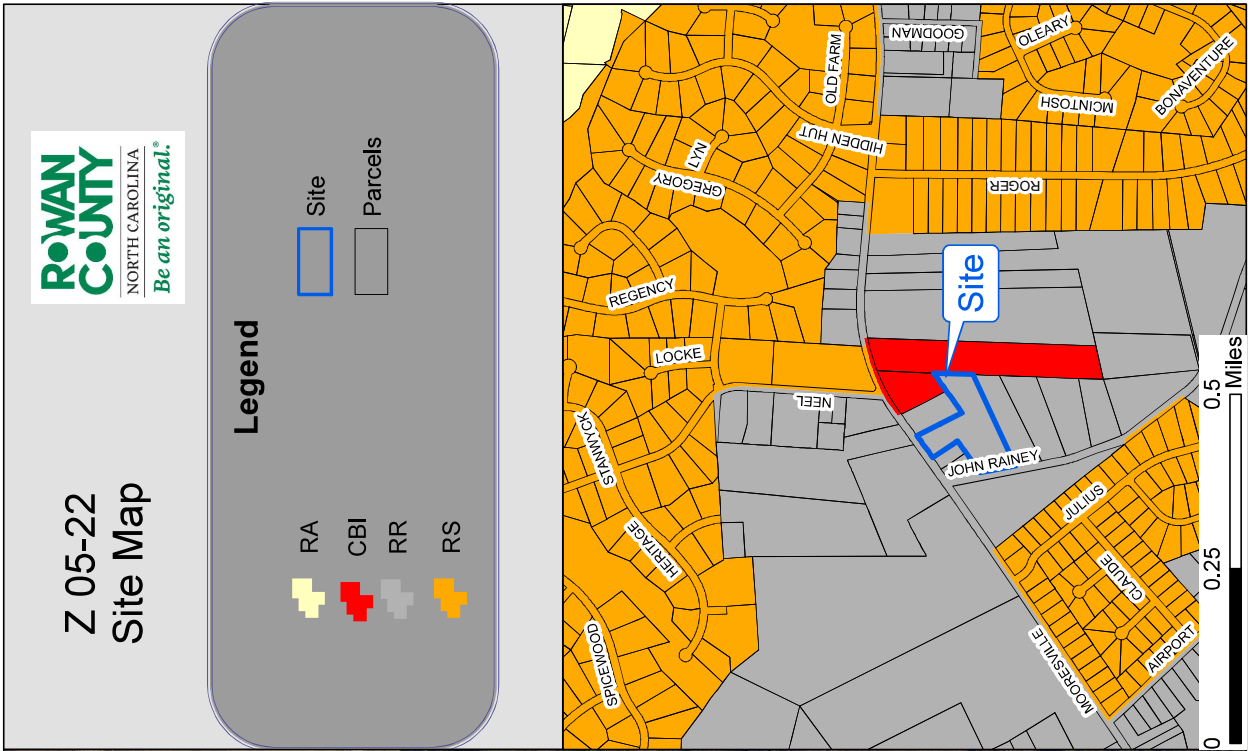 Z 05-22
Site Map
Legend
RA
CBI
RR
RS
Site
Parcels
ROWAN
COUNTY
NORTH CAROLINA
Be an original.®
SPICEWOOD
HERITAGE
STANWYCK
LOCKE
REGENCY
GREGORY
LYN
HIDDEN HUT
OLD FARM
GOODMAN
OLEARY
MCINTOSH
BONAVENTURE
ROGER
NEEL
Site
JOHN RAINEY
JULIUS
CLAUDE
MOORESVILLE
AIRPORT
0 0.25 0.5
Miles